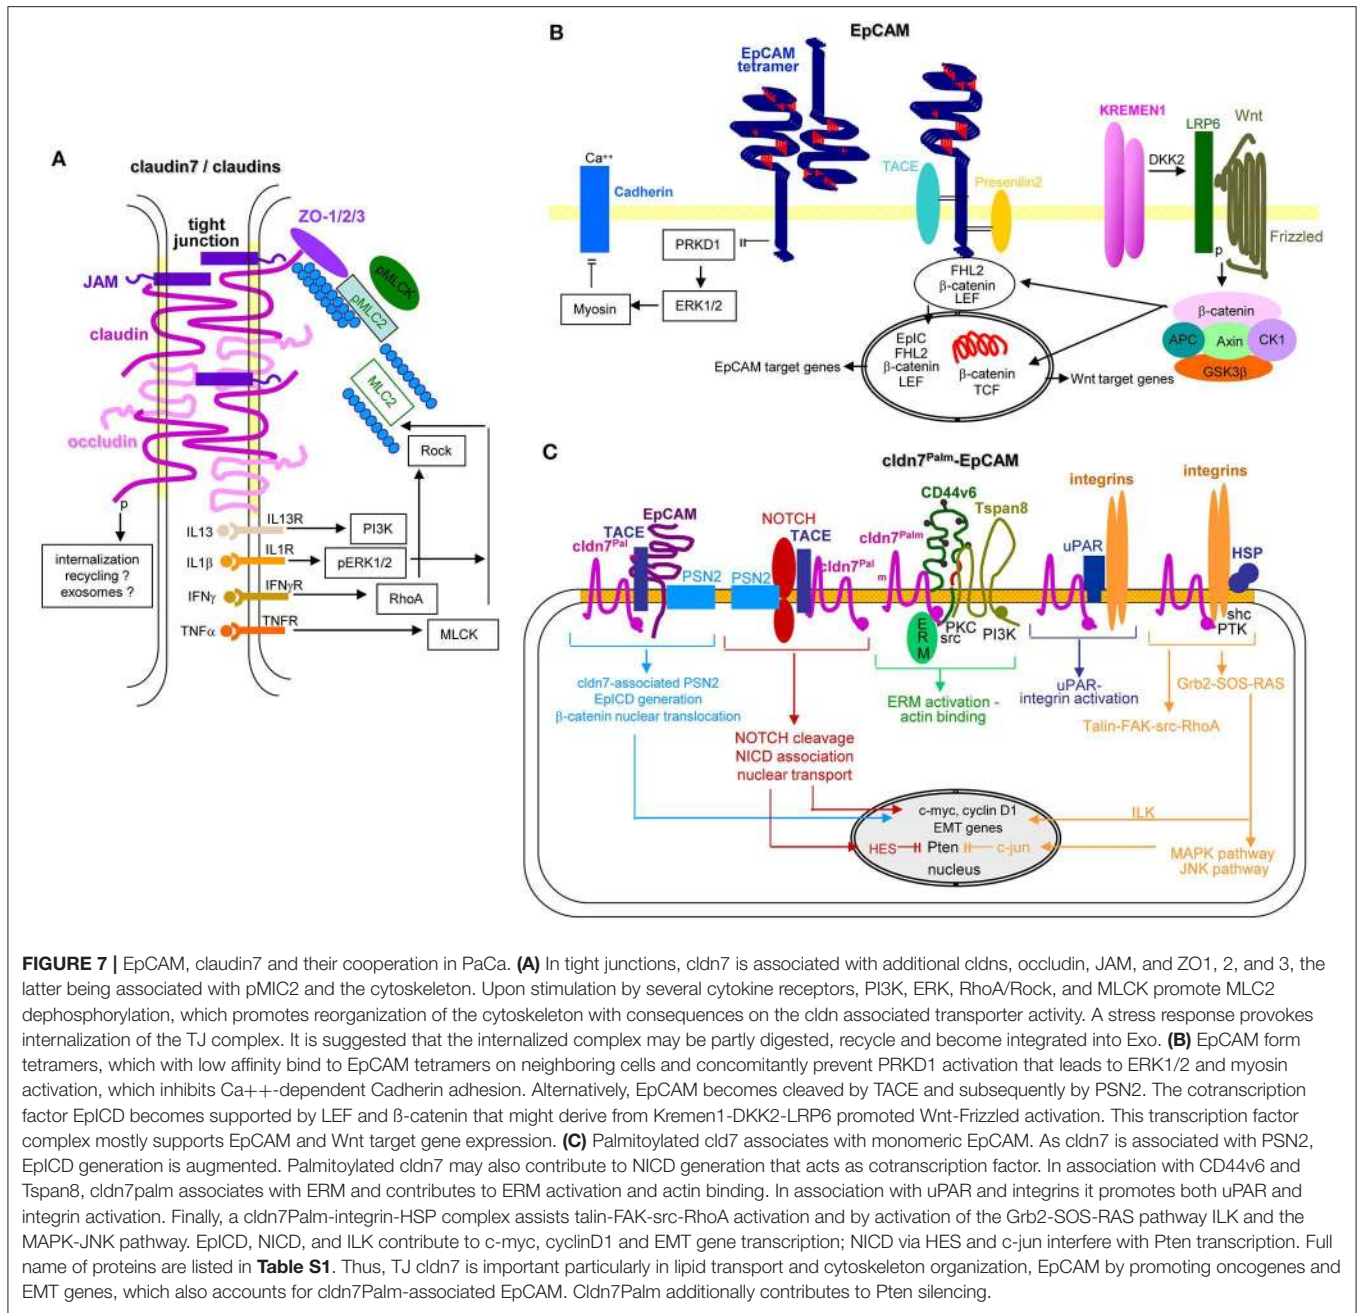 A
claudin7 / claudins
tight
junction
ZO-1/2/3
JAM
pMLCK
pMLC2
claudin
MLC2
occludin
Rock
p
IL13
IL13R
PI3K
internalization
recycling ?
exosomes ?
IL1β
IL1R
pERK1/2
IFNγ
IFNγR
RhoA
TNFα
TNFR
MLCK
B
EpCAM
EpCAM
tetramer
KREMEN1
LRP6
Wnt
Ca++
DKK2
Cadherin
TACE
Presenilin2
PRKD1
Frizzled
p
FHL2
β-catenin
LEF
Myosin
ERK1/2
β-catenin
APC
Axin
CK1
GSK3β
EpIC
FHL2
β-catenin
LEF
β-catenin
TCF
EpCAM target genes
Wnt target genes
C
cldn7Palm-EpCAM
CD44v6
integrins
integrins
Tspan8
EpCAM
NOTCH
TACE
TACE
cldn7Pal
cldn7Palm
cldn7Pal
m
uPAR
HSP
PSN2
PSN2
ERM
PKC
src
PI3K
shc
PTK
cldn7-associated PSN2
EpICD generation
β-catenin nuclear translocation
ERM activation -
actin binding
uPAR-
integrin activation
Grb2-SOS-RAS
Talin-FAK-src-RhoA
NOTCH cleavage
NICD association
nuclear transport
c-myc, cyclin D1
EMT genes
ILK
HES
Pten
c-jun
nucleus
MAPK pathway
JNK pathway
FIGURE 7 | EpCAM, claudin7 and their cooperation in PaCa. (A) In tight junctions, cldn7 is associated with additional cldns, occludin, JAM, and ZO1, 2, and 3, the
latter being associated with pMIC2 and the cytoskeleton. Upon stimulation by several cytokine receptors, PI3K, ERK, RhoA/Rock, and MLCK promote MLC2
dephosphorylation, which promotes reorganization of the cytoskeleton with consequences on the cldn associated transporter activity. A stress response provokes
internalization of the TJ complex. It is suggested that the internalized complex may be partly digested, recycle and become integrated into Exo. (B) EpCAM form
tetramers, which with low affinity bind to EpCAM tetramers on neighboring cells and concomitantly prevent PRKD1 activation that leads to ERK1/2 and myosin
activation, which inhibits Ca++-dependent Cadherin adhesion. Alternatively, EpCAM becomes cleaved by TACE and subsequently by PSN2. The cotranscription
factor EpICD becomes supported by LEF and ß-catenin that might derive from Kremen1-DKK2-LRP6 promoted Wnt-Frizzled activation. This transcription factor
complex mostly supports EpCAM and Wnt target gene expression. (C) Palmitoylated cld7 associates with monomeric EpCAM. As cldn7 is associated with PSN2,
EpICD generation is augmented. Palmitoylated cldn7 may also contribute to NICD generation that acts as cotranscription factor. In association with CD44v6 and
Tspan8, cldn7palm associates with ERM and contributes to ERM activation and actin binding. In association with uPAR and integrins it promotes both uPAR and
integrin activation. Finally, a cldn7Palm-integrin-HSP complex assists talin-FAK-src-RhoA activation and by activation of the Grb2-SOS-RAS pathway ILK and the
MAPK-JNK pathway. EpICD, NICD, and ILK contribute to c-myc, cyclinD1 and EMT gene transcription; NICD via HES and c-jun interfere with Pten transcription. Full
name of proteins are listed in Table S1. Thus, TJ cldn7 is important particularly in lipid transport and cytoskeleton organization, EpCAM by promoting oncogenes and
EMT genes, which also accounts for cldn7Palm-associated EpCAM. Cldn7Palm additionally contributes to Pten silencing.